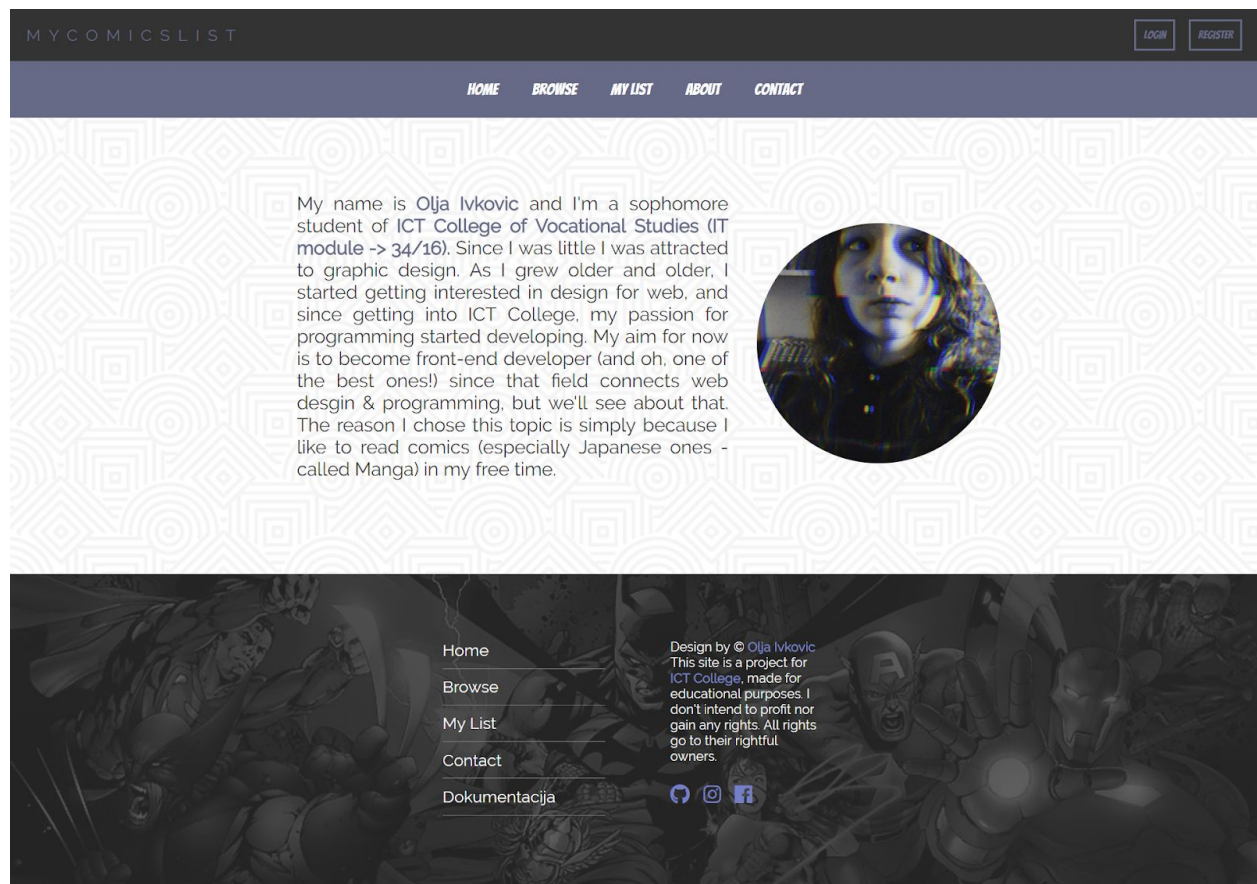 MYCOMICSLIST
LOGIN
REGISTER
HOME
BROWSE
MY LIST
ABOUT
CONTACT
My name is Olja Ivkovic and I'm a sophomore
student of ICT College of Vocational Studies (IT
module -> 34/16). Since I was little I was attracted
to graphic design. As I grew older and older, I
started getting interested in design for web, and
since getting into ICT College, my passion for
programming started developing. My aim for now
is to become front-end developer (and oh, one of
the best ones!) since that field connects web
desgin & programming, but we'll see about that.
The reason I chose this topic is simply because I
like to read comics (especially Japanese ones -
called Manga) in my free time.
Home
Browse
My List
Contact
Dokumentacija
Design by © Olja Ivkovic
This site is a project for
ICT College, made for
educational purposes. I
don't intend to profit nor
gain any rights. All rights
go to their rightful
owners.